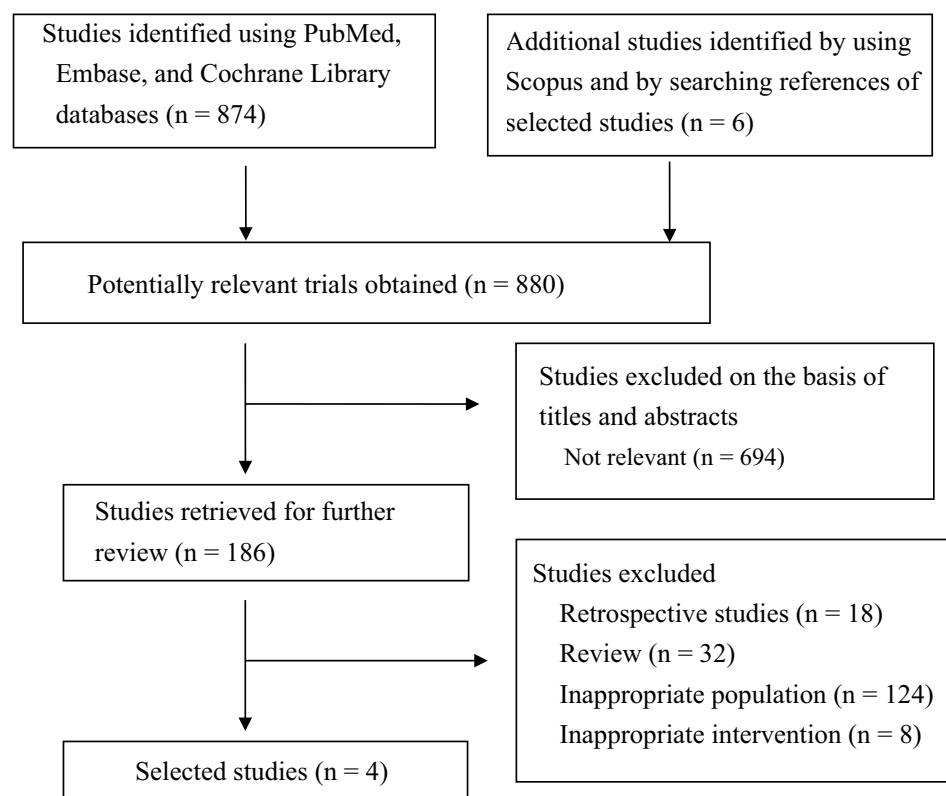 Studies identified using PubMed,
Embase, and Cochrane Library
databases (n = 874)
Additional studies identified by using
Scopus and by searching references of
selected studies (n = 6)
Potentially relevant trials obtained (n = 880)
Studies excluded on the basis of
titles and abstracts
Not relevant (n = 694)
Studies retrieved for further
review (n = 186)
Studies excluded
Retrospective studies (n = 18)
Review (n = 32)
Inappropriate population (n = 124)
Inappropriate intervention (n = 8)
Selected studies (n = 4)